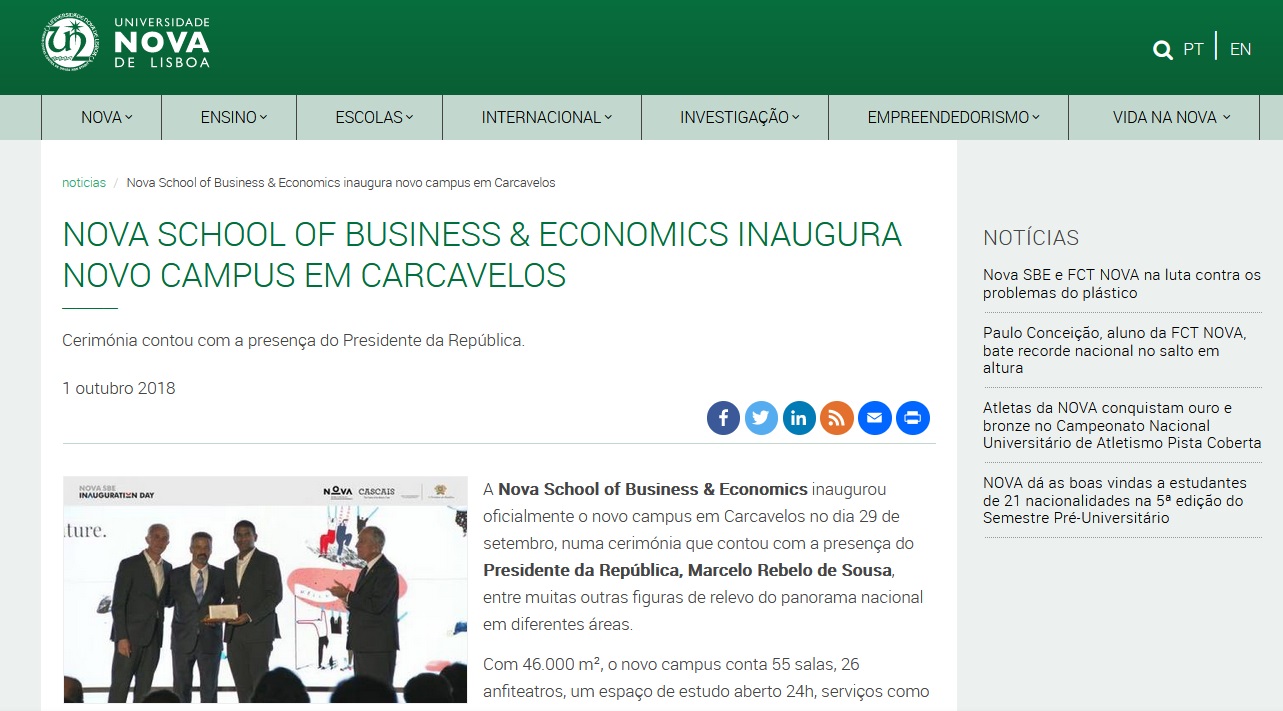 UNIVERSIDADE
NOVA
DE LISBOA
PT EN
NOVA ENSINO ESCOLAS INTERNACIONAL INVESTIGAÇÃO EMPREENDEDORISMO VIDA NA NOVA
noticias / Nova School of Business & Economics inaugura novo campus em Carcavelos
NOVA SCHOOL OF BUSINESS & ECONOMICS INAUGURA
NOVO CAMPUS EM CARCAVELOS
Cerimónia contou com a presença do Presidente da República.
1 outubro 2018
NOVA SBE
INAUGURATION DAY
NOVA CASCAIS
ture.
A Nova School of Business & Economics inaugurou
oficialmente o novo campus em Carcavelos no dia 29 de
setembro, numa cerimónia que contou com a presença do
Presidente da República, Marcelo Rebelo de Sousa,
entre muitas outras figuras de relevo do panorama nacional
em diferentes áreas.
Com 46.000 m², o novo campus conta 55 salas, 26
anfiteatros, um espaço de estudo aberto 24h, serviços como
NOTÍCIAS
Nova SBE e FCT NOVA na luta contra os
problemas do plástico
Paulo Conceição, aluno da FCT NOVA,
bate recorde nacional no salto em
altura
Atletas da NOVA conquistam ouro e
bronze no Campeonato Nacional
Universitário de Atletismo Pista Coberta
NOVA dá as boas vindas a estudantes
de 21 nacionalidades na 5ª edição do
Semestre Pré-Universitário